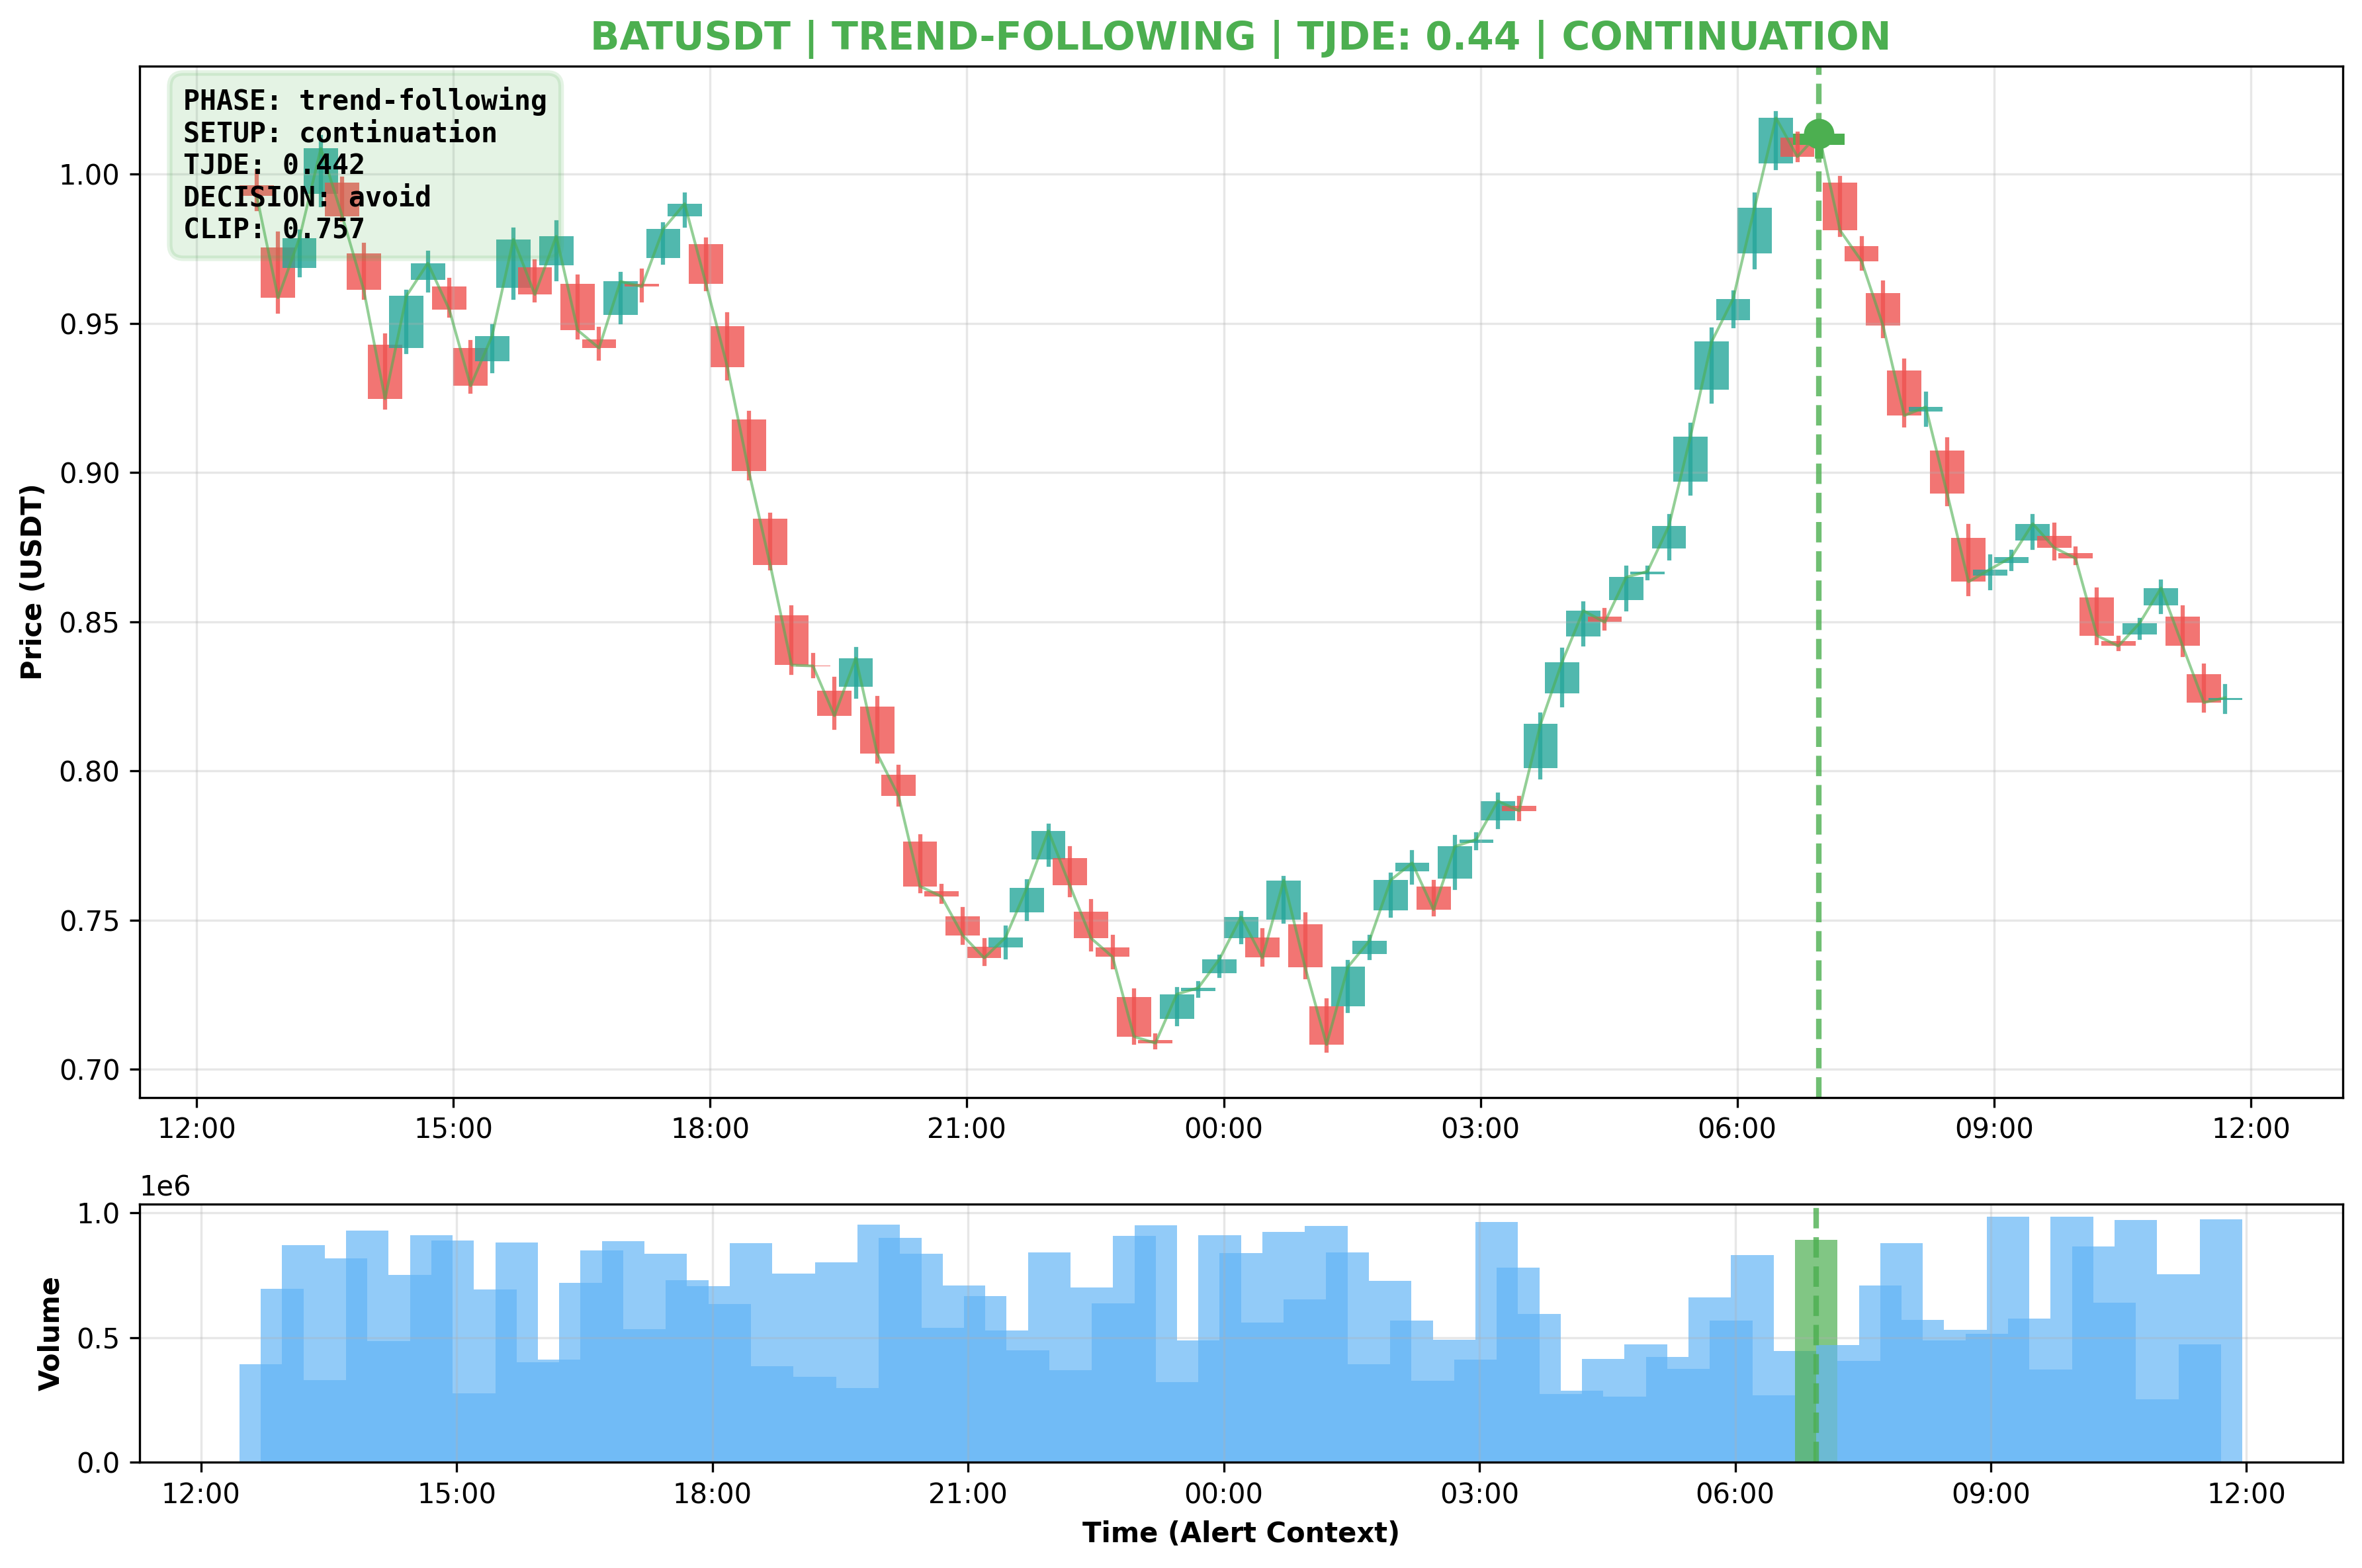 BATUSDT | TREND-FOLLOWING | TJDE: 0.44 | CONTINUATION
PHASE: trend-following
SETUP: continuation
TJDE: 0.442
DECISION: avoid
CLIP: 0.757
Price (USDT)
1.00
0.95
0.90
0.85
0.80
0.75
0.70
12:00 15:00 18:00 21:00 00:00 03:00 06:00 09:00 12:00
1e6
Volume
1.0
0.5
0.0
12:00 15:00 18:00 21:00 00:00 03:00 06:00 09:00 12:00
Time (Alert Context)